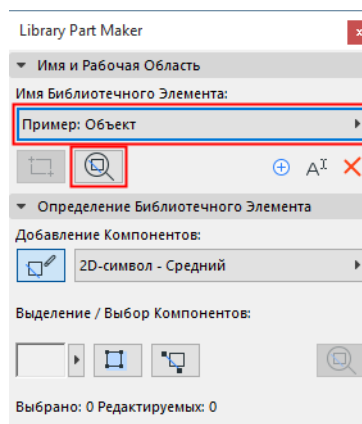 Library Part Maker
Имя и Рабочая Область
Имя Библиотечного Элемента:
Пример: Объект
Определение Библиотечного Элемента
Добавление Компонентов:
2D-символ - Средний
Выделение / Выбор Компонентов:
Выбрано: 0 Редактируемых: 0